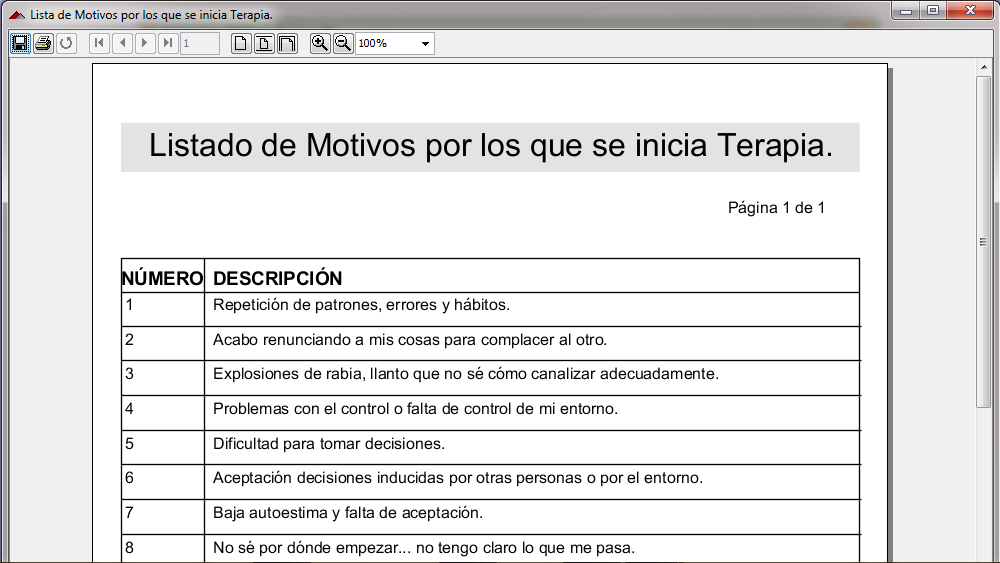 Lista de Motivos por los que se inicia Terapia.
1
100%
Listado de Motivos por los que se inicia Terapia.
Página 1 de 1
NÚMERO DESCRIPCIÓN
1 Repetición de patrones, errores y hábitos.
2 Acabo renunciando a mis cosas para complacer al otro.
3 Explosiones de rabia, llanto que no sé cómo canalizar adecuadamente.
4 Problemas con el control o falta de control de mi entorno.
5 Dificultad para tomar decisiones.
6 Aceptación decisiones inducidas por otras personas o por el entorno.
7 Baja autoestima y falta de aceptación.
8 No sé por dónde empezar... no tengo claro lo que me pasa.